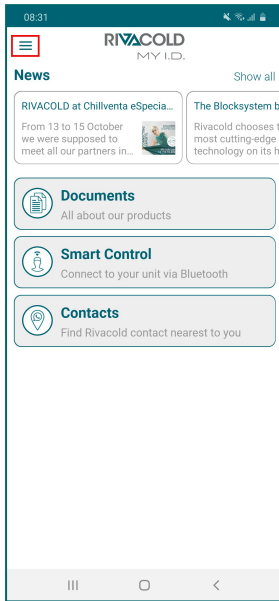 08:31
RIVACOLD
MY I.D.
News
Show all
RIVACOLD at Chillventa eSpecia...
From 13 to 15 October
we were supposed to
meet all our partners in...
The Blocksystem b
Rivacold chooses t
most cutting-edge
technology on its h
Documents
All about our products
Smart Control
Connect to your unit via Bluetooth
Contacts
Find Rivacold contact nearest to you